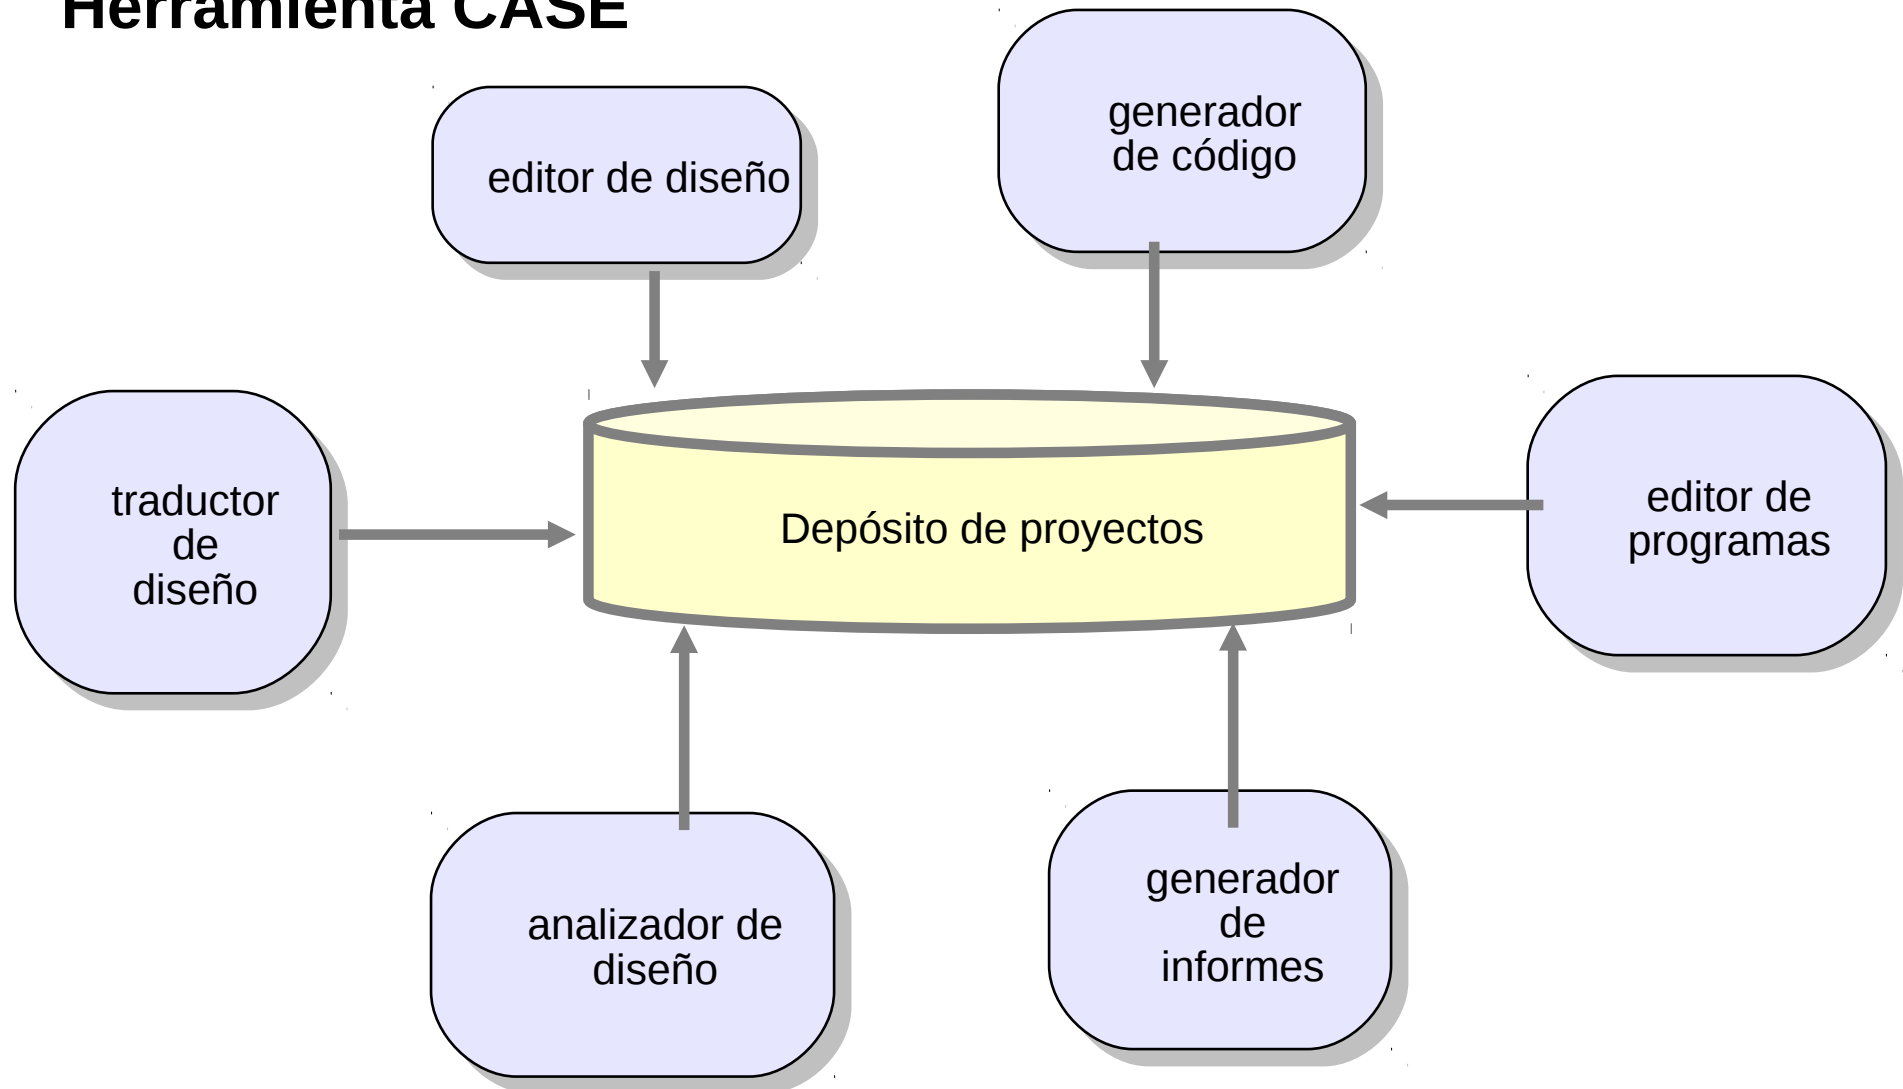 Herramienta CASE
generador
de código
editor de diseño
traductor
de
diseño
Depósito de proyectos
editor de
programas
analizador de
diseño
generador
de
informes